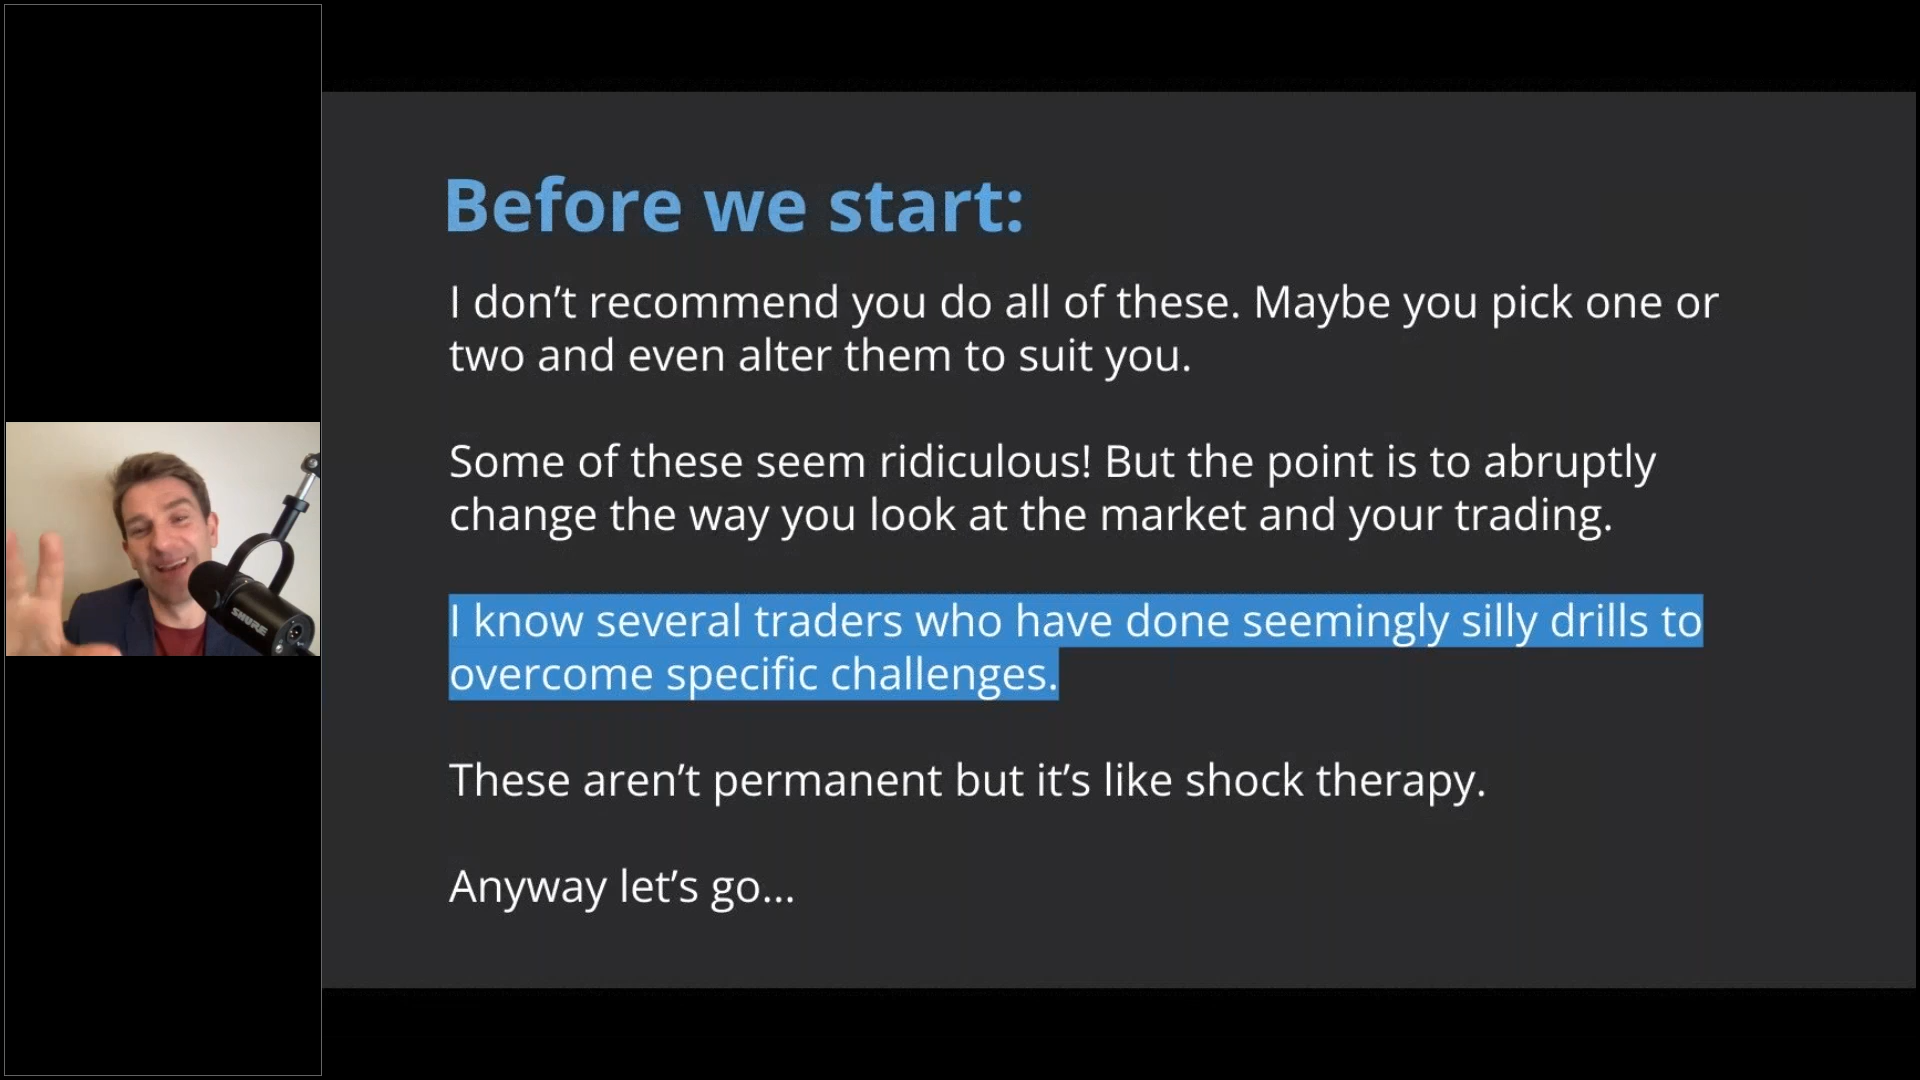 Before we start:
I don’t recommend you do all of these. Maybe you pick one or
two and even alter them to suit you.
Some of these seem ridiculous! But the point is to abruptly
change the way you look at the market and your trading.
I know several traders who have done seemingly silly drills to
overcome specific challenges.
These aren’t permanent but it’s like shock therapy.
Anyway let’s go...
SHURE